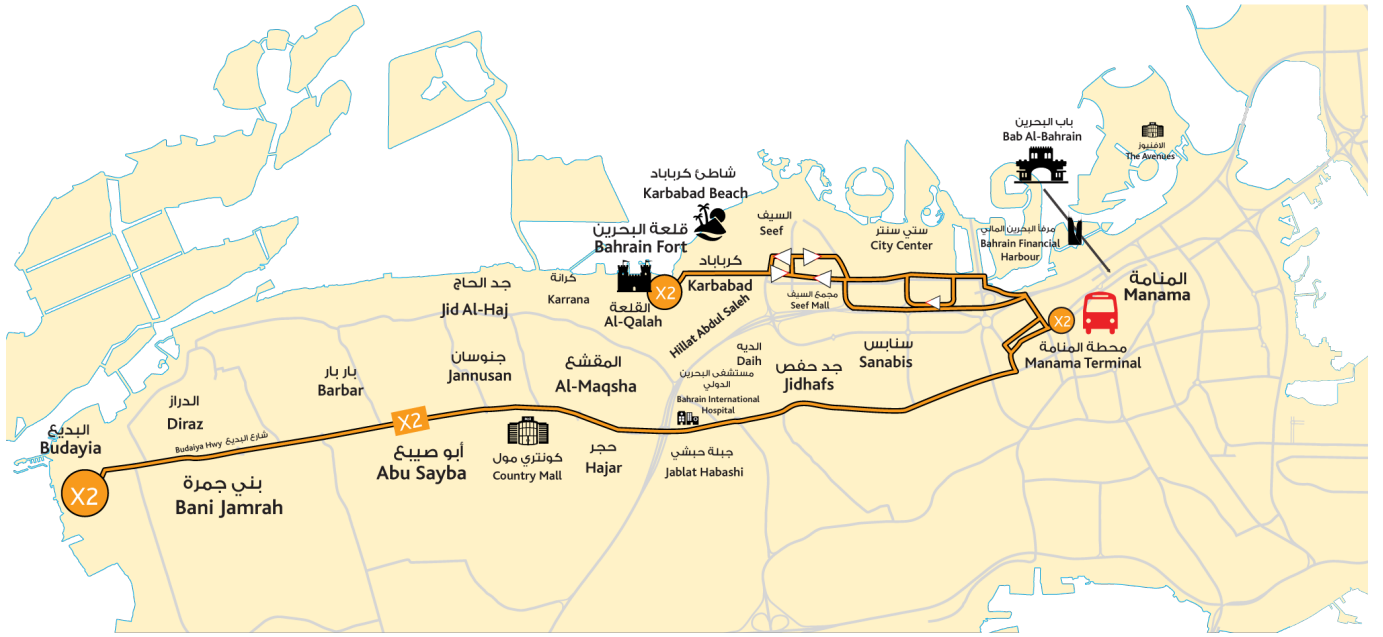 باب البحرين
Bab Al-Bahrain
الافنيوز
The Avenues
شاطئ كرباباد
Karbabad Beach
قلعة البحرين
Bahrain Fort
السيف
Seef
ستي سنتر
City Center
مرفأ البحرين المالي
Bahrain Financial
Harbour
المنامة
Manama
كرباباد
Karbabad
جد الحاج
Jid Al-Haj
كرانة
Karrana
X2
القلعة
Al-Qalah
Hillat Abdul Saleh
مجمع السيف
Seef Mall
X2
محطة المنامة
Manama Terminal
سنابس
Sanabis
الديه
Daih
جد حفص
Jidhafs
مستشفى البحرين
الدولي
Bahrain International
Hospital
المقشع
Al-Maqsha
جنوسان
Jannusan
بار بار
Barbar
الدراز
Diraz
البديع
Budayia
Budaiya Hwy شارع البديع
X2
أبو صيبع
Abu Sayba
كونتري مول
Country Mall
حجر
Hajar
جبلة حبشي
Jablat Habashi
X2
بني جمرة
Bani Jamrah